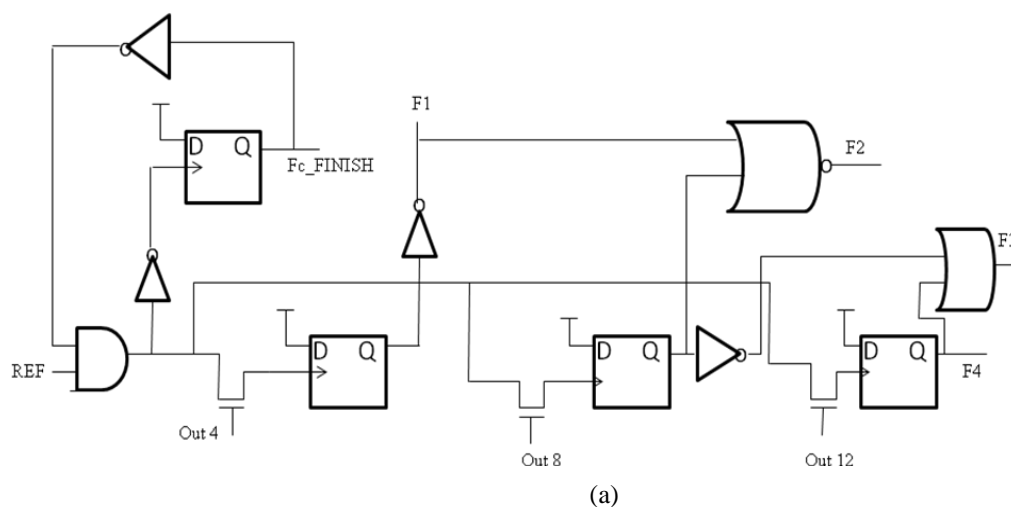 F1
D Q
Fc_FINISH
F2
REF
D Q
D Q
D Q
F4
Out 4
Out 8
Out 12
(a)